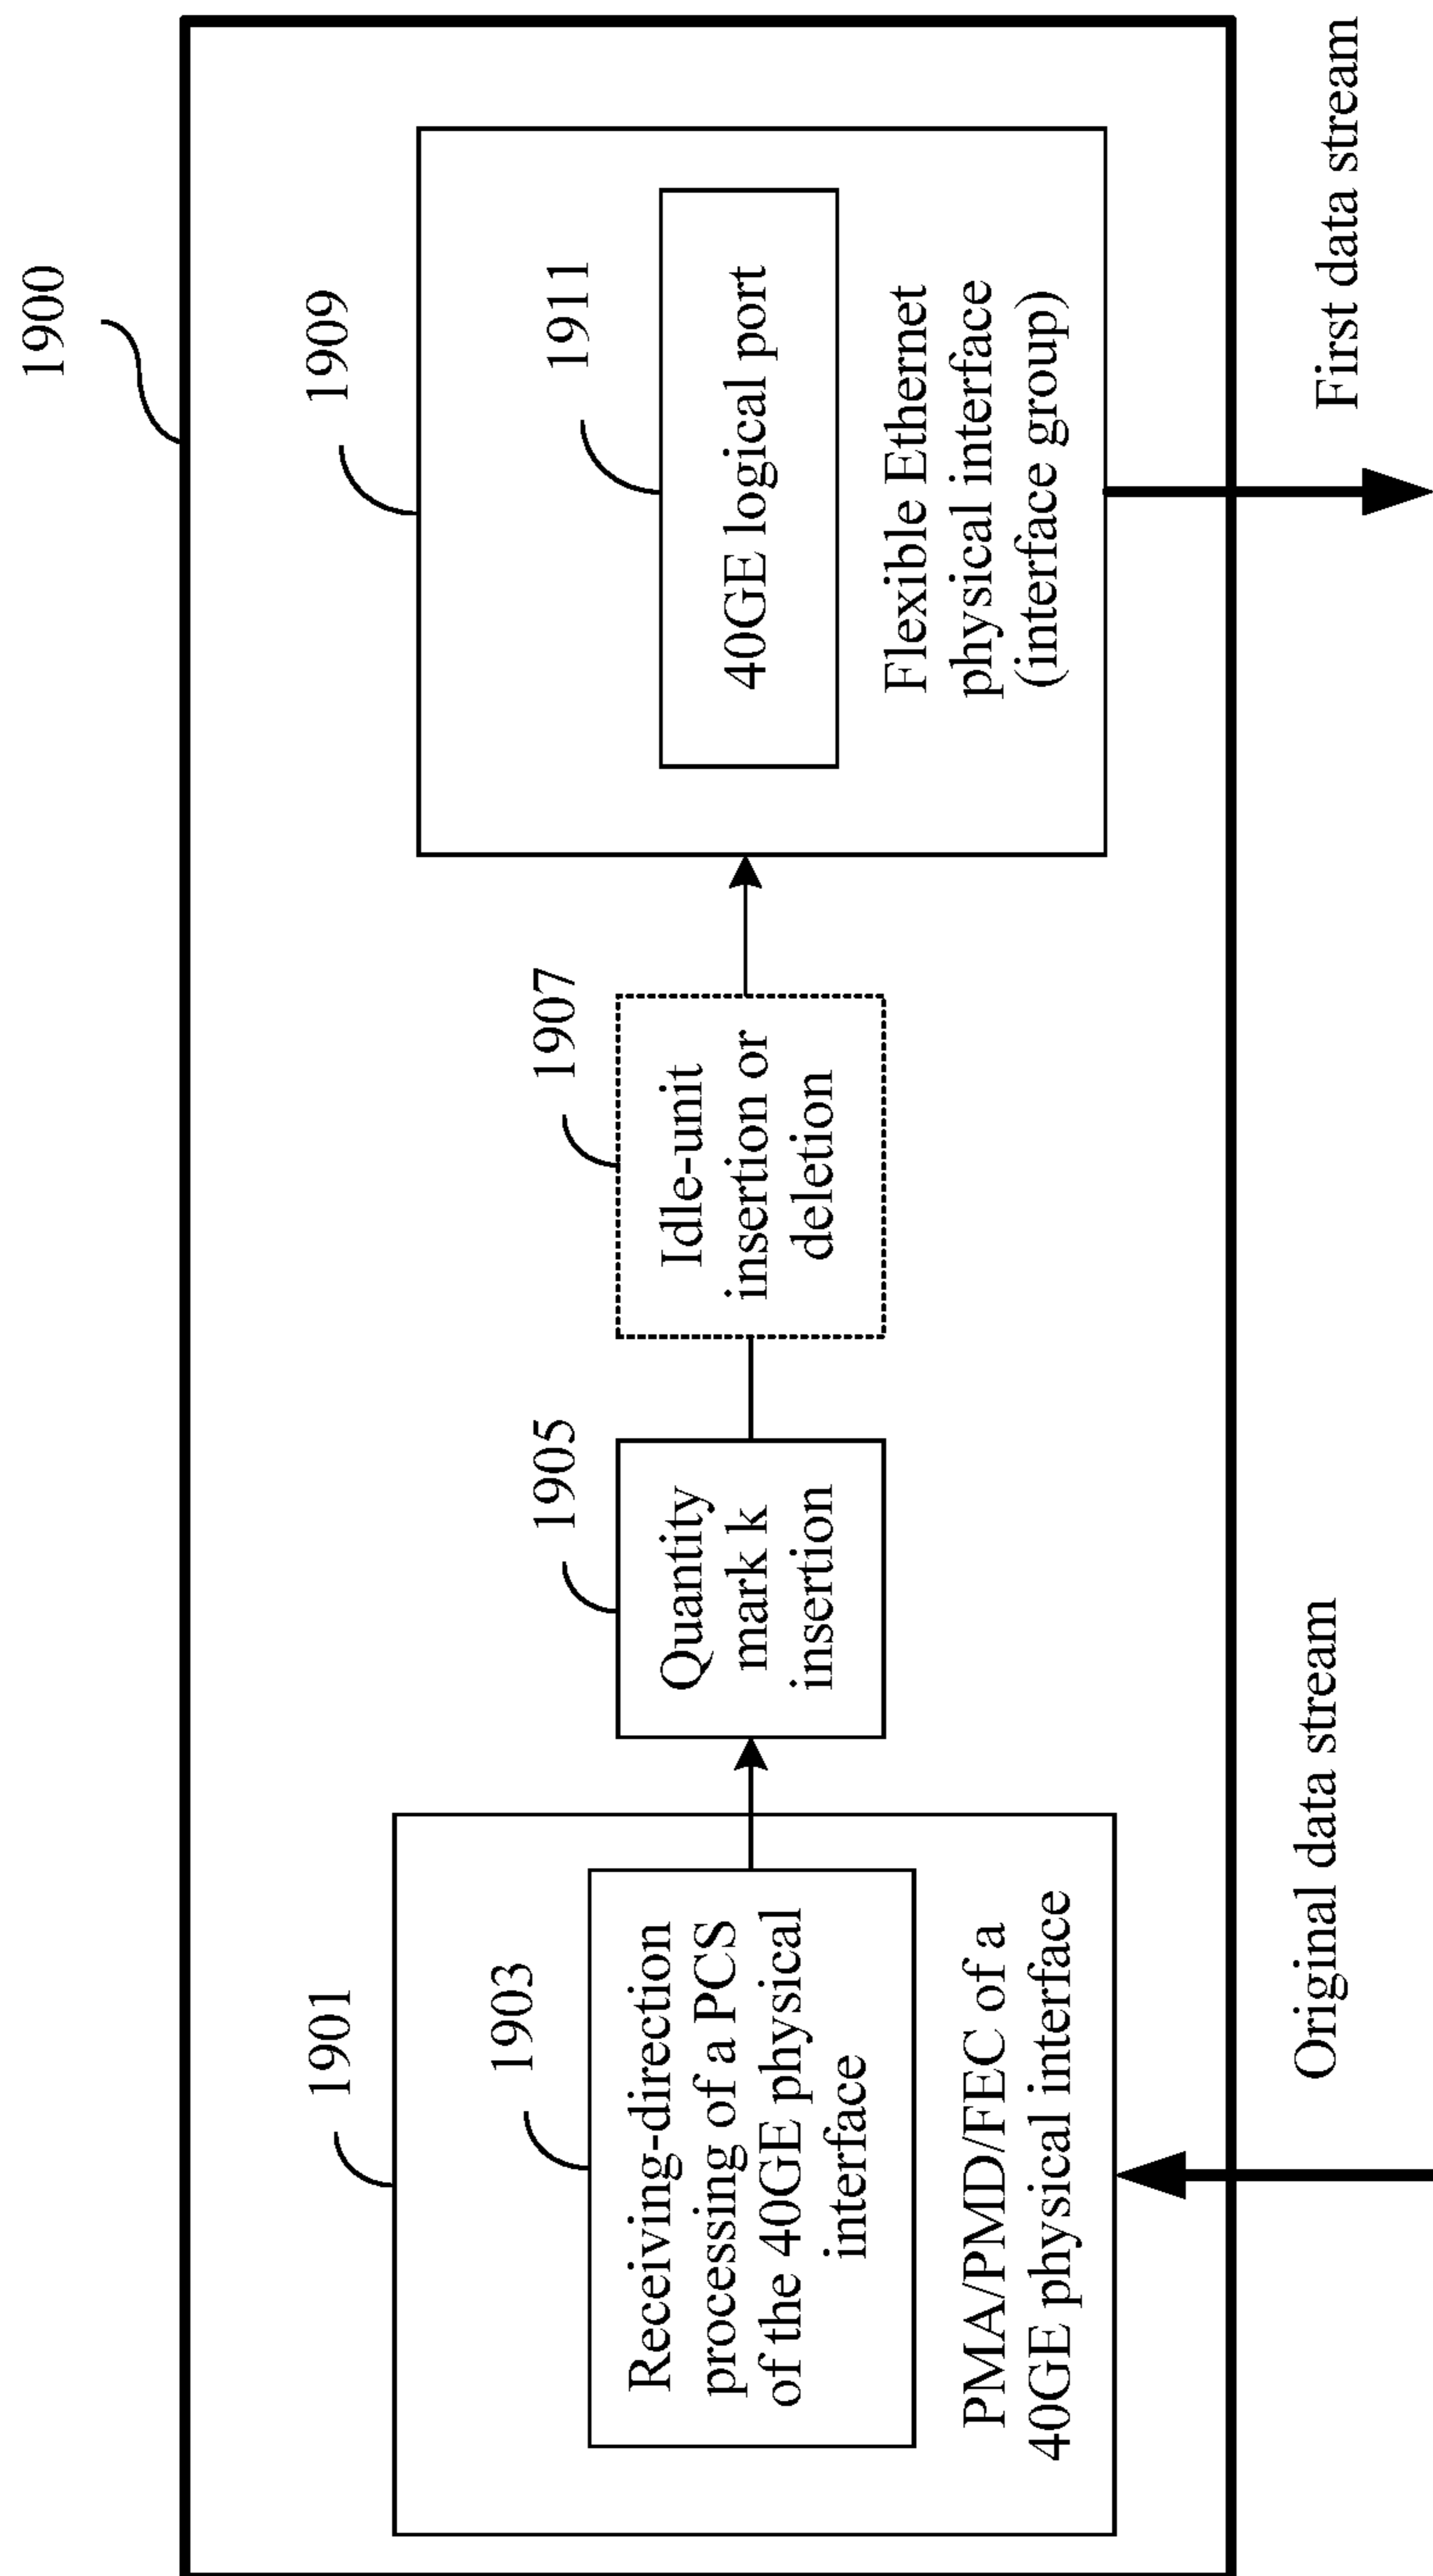 1900
1901
1903
Receiving-direction
processing of a PCS
of the 40GE physical
interface
PMA/PMD/FEC of a
40GE physical interface
1905
Quantity
mark k
insertion
1907
Idle-unit
insertion or
deletion
1909
1911
40GE logical port
Flexible Ethernet
physical interface
(interface group)
Original data stream
First data stream